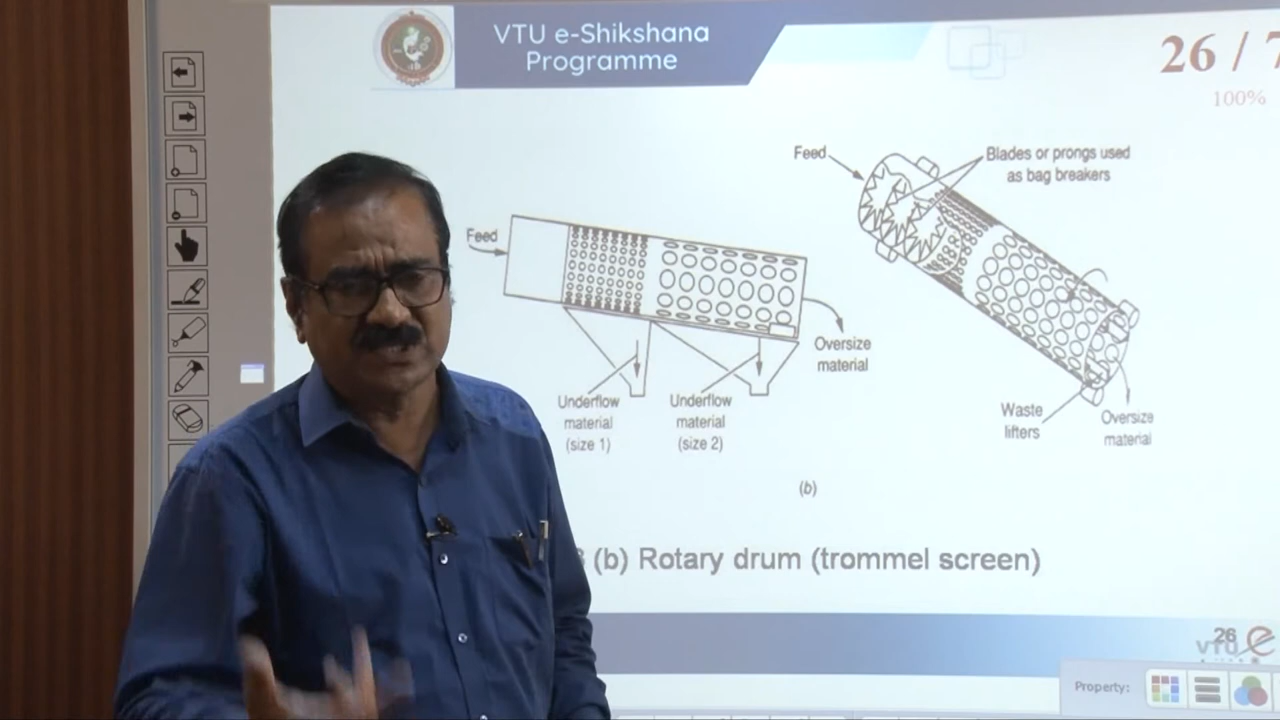 VTU e-Shikshana
Programme
26 / 7
100%
Feed
Blades or prongs used
as bag breakers
Feed
Oversize
material
Underflow
material
(size 1)
Underflow
material
(size 2)
Waste
lifters
Oversize
material
(b)
(b) Rotary drum (trommel screen)
26
VTU e
Property: